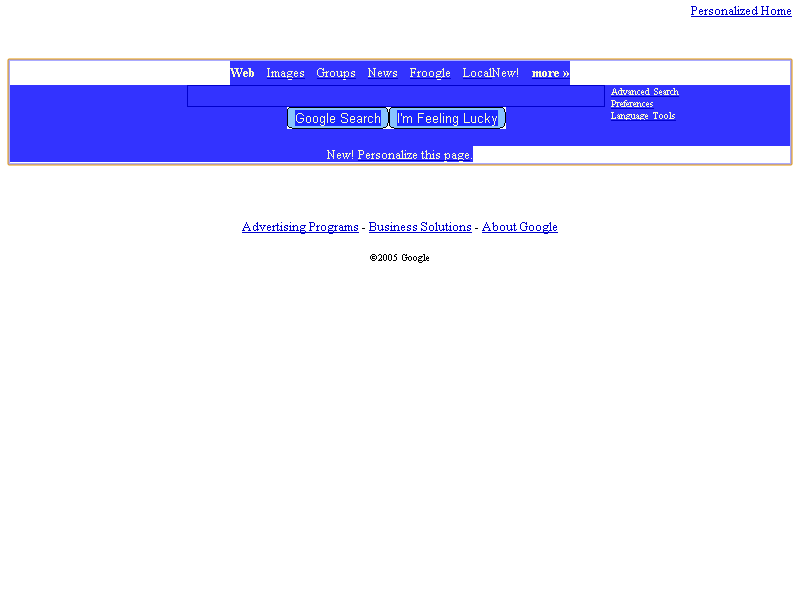 Personalized Home
Web Images Groups News Froogle LocalNew! more »
Advanced Search
Preferences
Language Tools
Google Search I'm Feeling Lucky
New! Personalize this page.
Advertising Programs - Business Solutions - About Google
©2005 Google